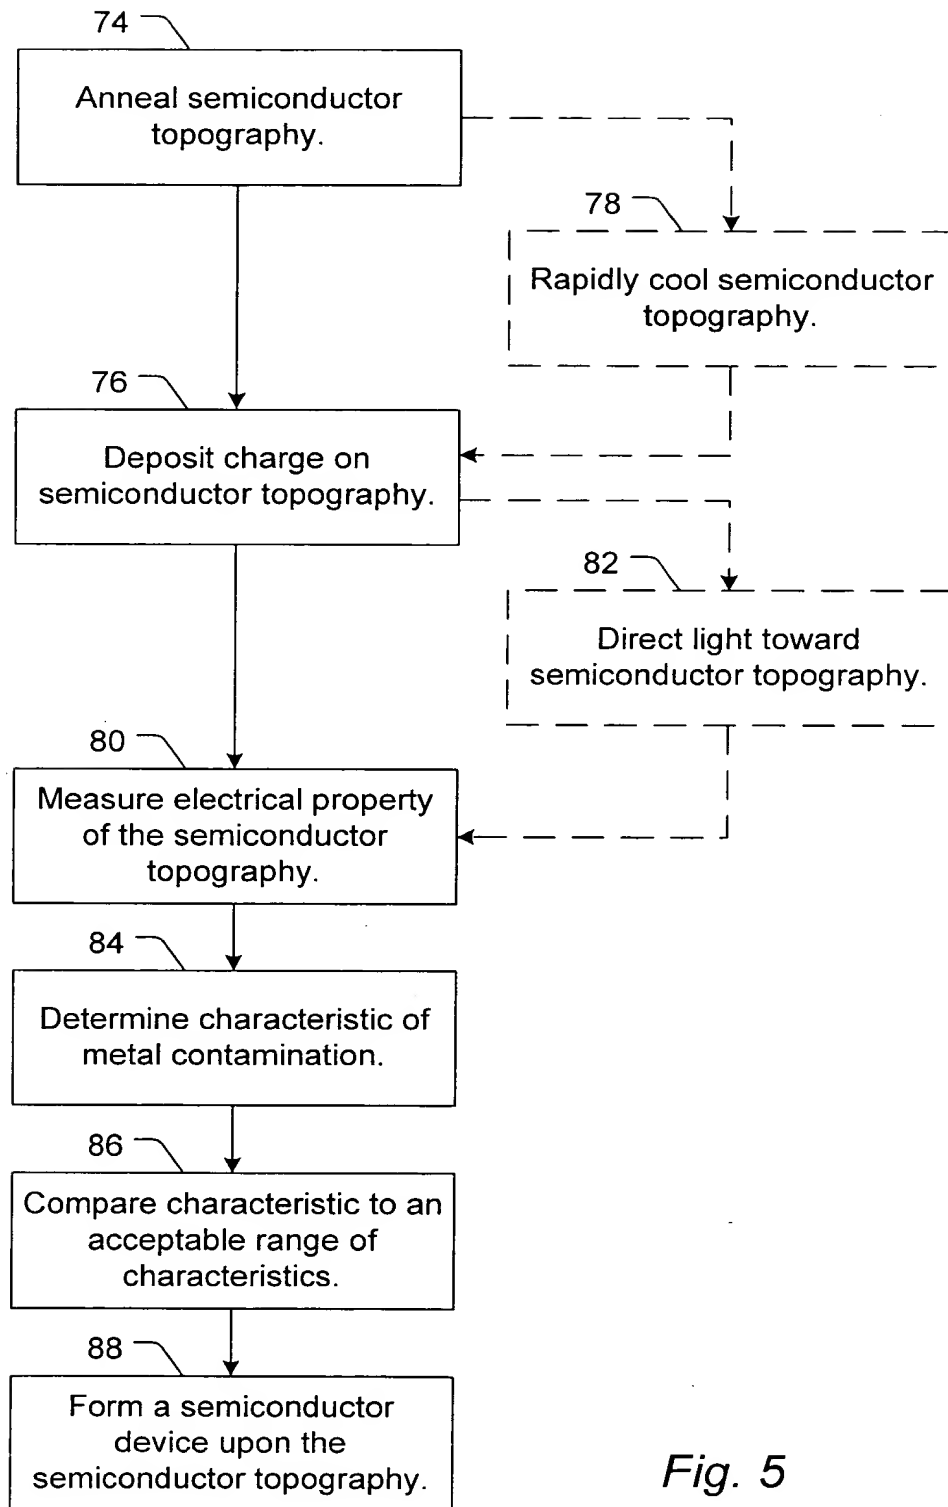 74
Anneal semiconductor
topography.
78
Rapidly cool semiconductor
topography.
76
Deposit charge on
semiconductor topography.
82
Direct light toward
semiconductor topography.
80
Measure electrical property
of the semiconductor
topography.
84
Determine characteristic of
metal contamination.
86
Compare characteristic to an
acceptable range of
characteristics.
88
Form a semiconductor
device upon the
semiconductor topography.
Fig. 5